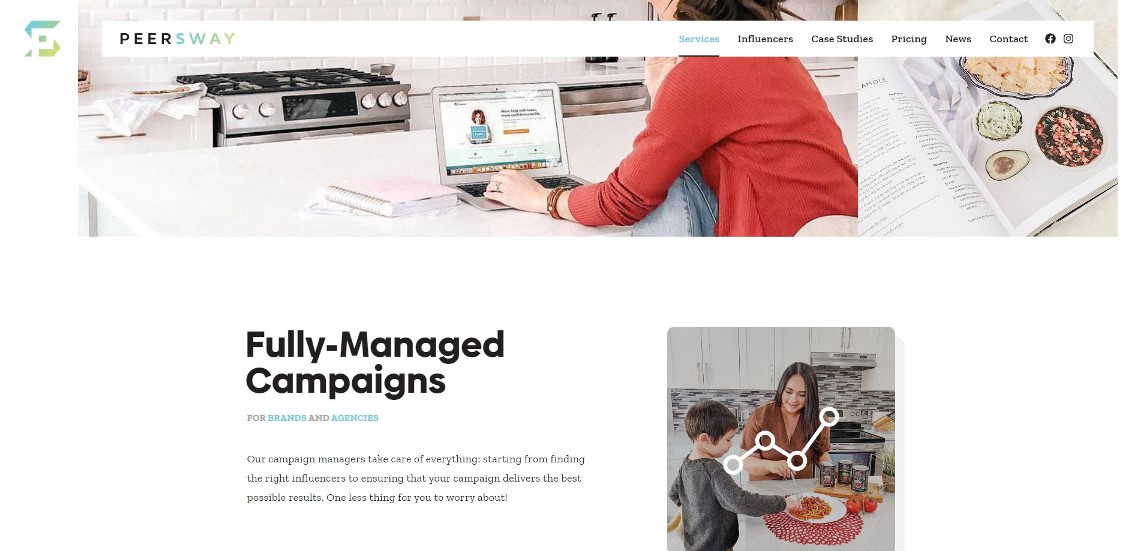 PEERSWAY
Services Influencers Case Studies Pricing News Contact
Fully-Managed
Campaigns
FOR BRANDS AND AGENCIES
Our campaign managers take care of everything: starting from finding
the right influencers to ensuring that your campaign delivers the best
possible results. One less thing for you to worry about!